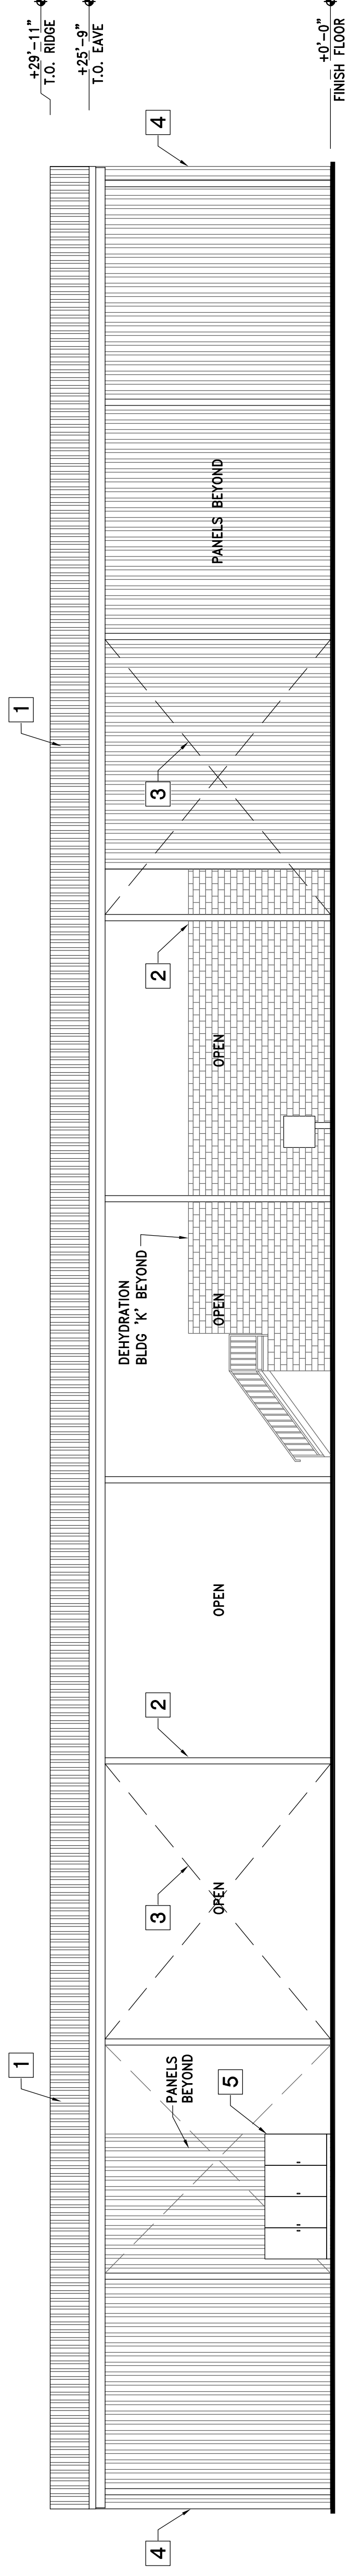 4
1
5
PANELS
BEYOND
3
OPEN
2
OPEN
DEHYDRATION
BLDG 'K' BEYOND
OPEN
OPEN
2
3
1
PANELS BEYOND
4
+29'-11"
T.O. RIDGE
+25'-9"
T.O. EAVE
+0'-0"
FINISH FLOOR